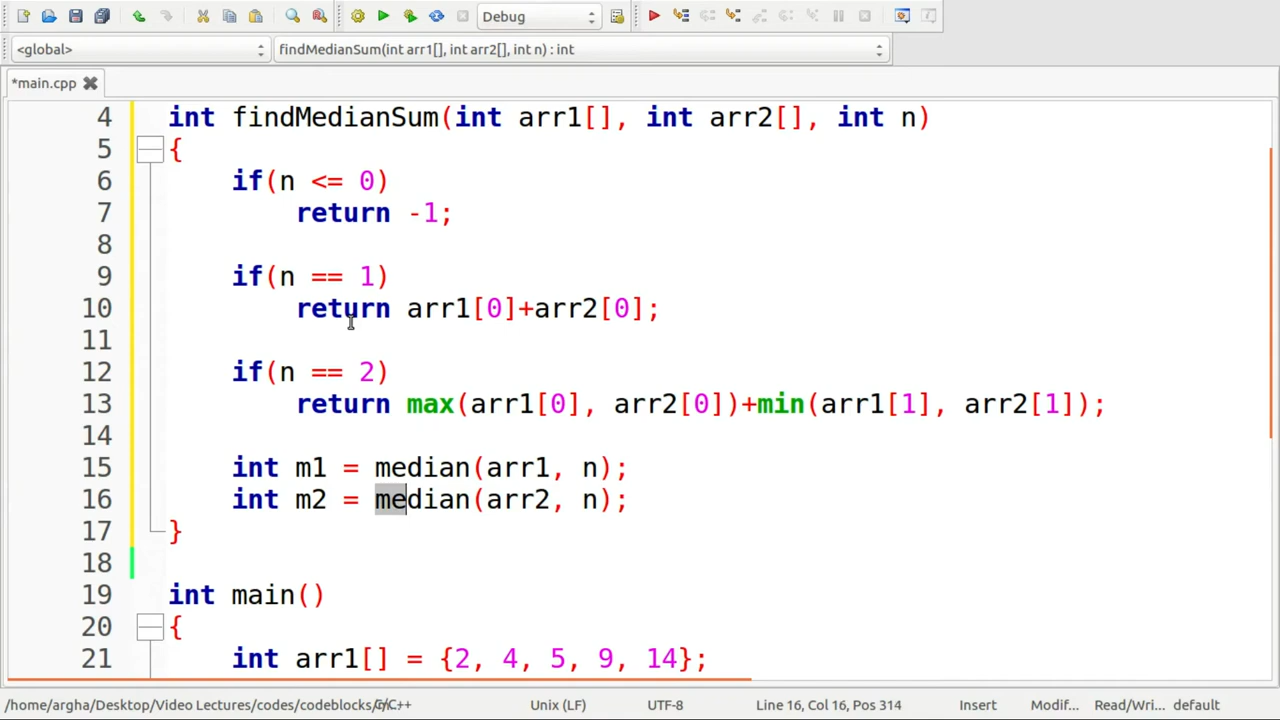 Debug
<global> findMedianSum(int arr1[], int arr2[], int n) : int
*main.cpp
4 int findMedianSum(int arr1[], int arr2[], int n)
5 {
6 if(n <= 0)
7 return -1;
8
9 if(n == 1)
10 return arr1[0]+arr2[0];
11
12 if(n == 2)
13 return max(arr1[0], arr2[0])+min(arr1[1], arr2[1]);
14
15 int m1 = median(arr1, n);
16 int m2 = median(arr2, n);
17 }
18
19 int main()
20 {
21 int arr1[] = {2, 4, 5, 9, 14};
/home/argha/Desktop/Video Lectures/codes/codeblocks/ C/C++ Unix (LF) UTF-8 Line 16, Col 16, Pos 314 Insert Modif... Read/Wri... default